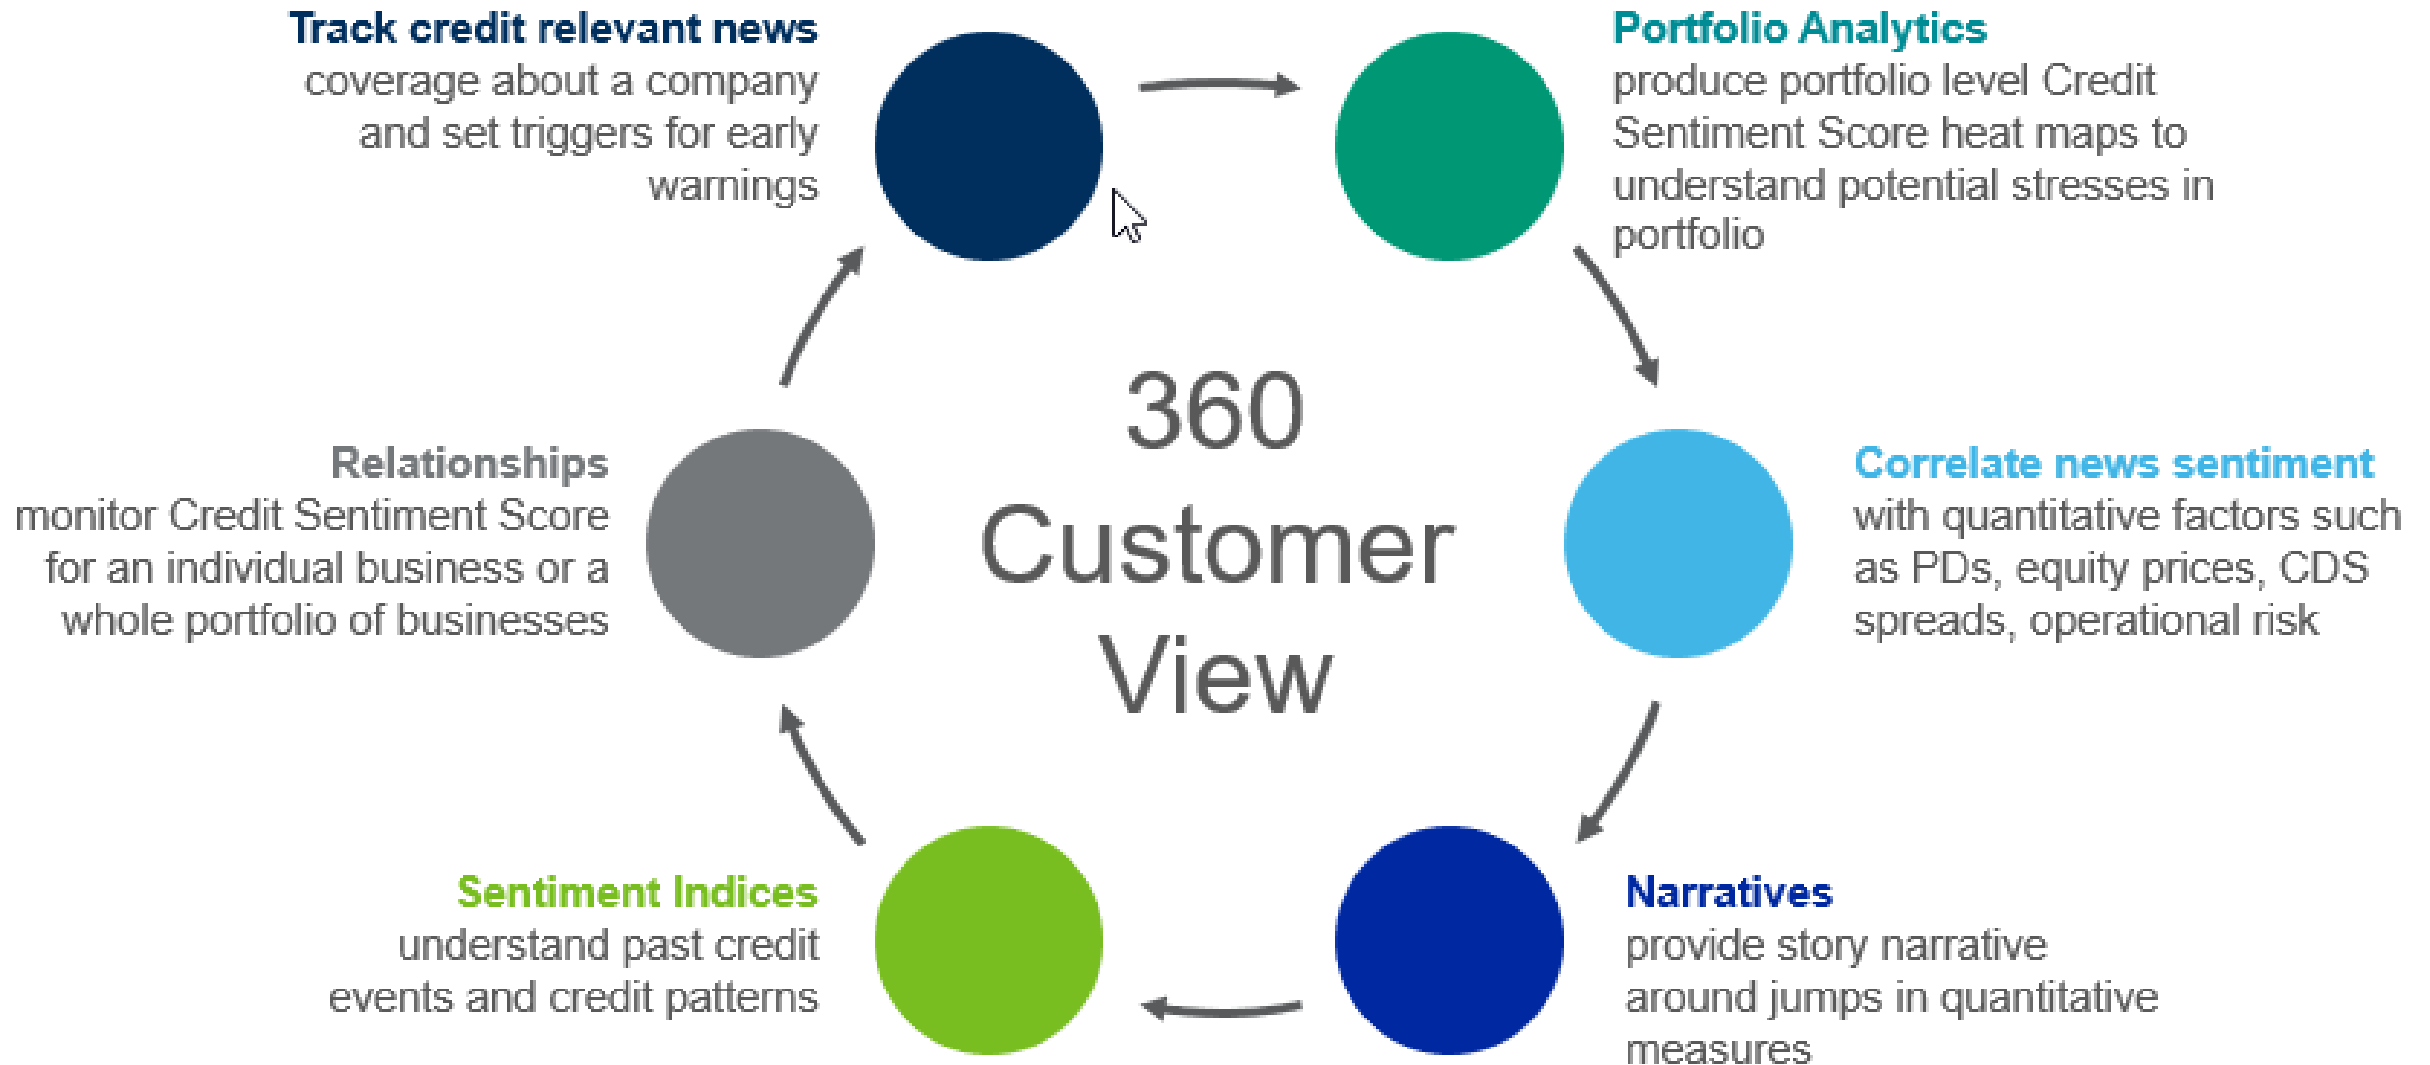 Track credit relevant news
coverage about a company
and set triggers for early
warnings
Portfolio Analytics
produce portfolio level Credit
Sentiment Score heat maps to
understand potential stresses in
portfolio
360
Customer
View
Relationships
monitor Credit Sentiment Score
for an individual business or a
whole portfolio of businesses
Correlate news sentiment
with quantitative factors such
as PDs, equity prices, CDS
spreads, operational risk
Sentiment Indices
understand past credit
events and credit patterns
Narratives
provide story narrative
around jumps in quantitative
measures